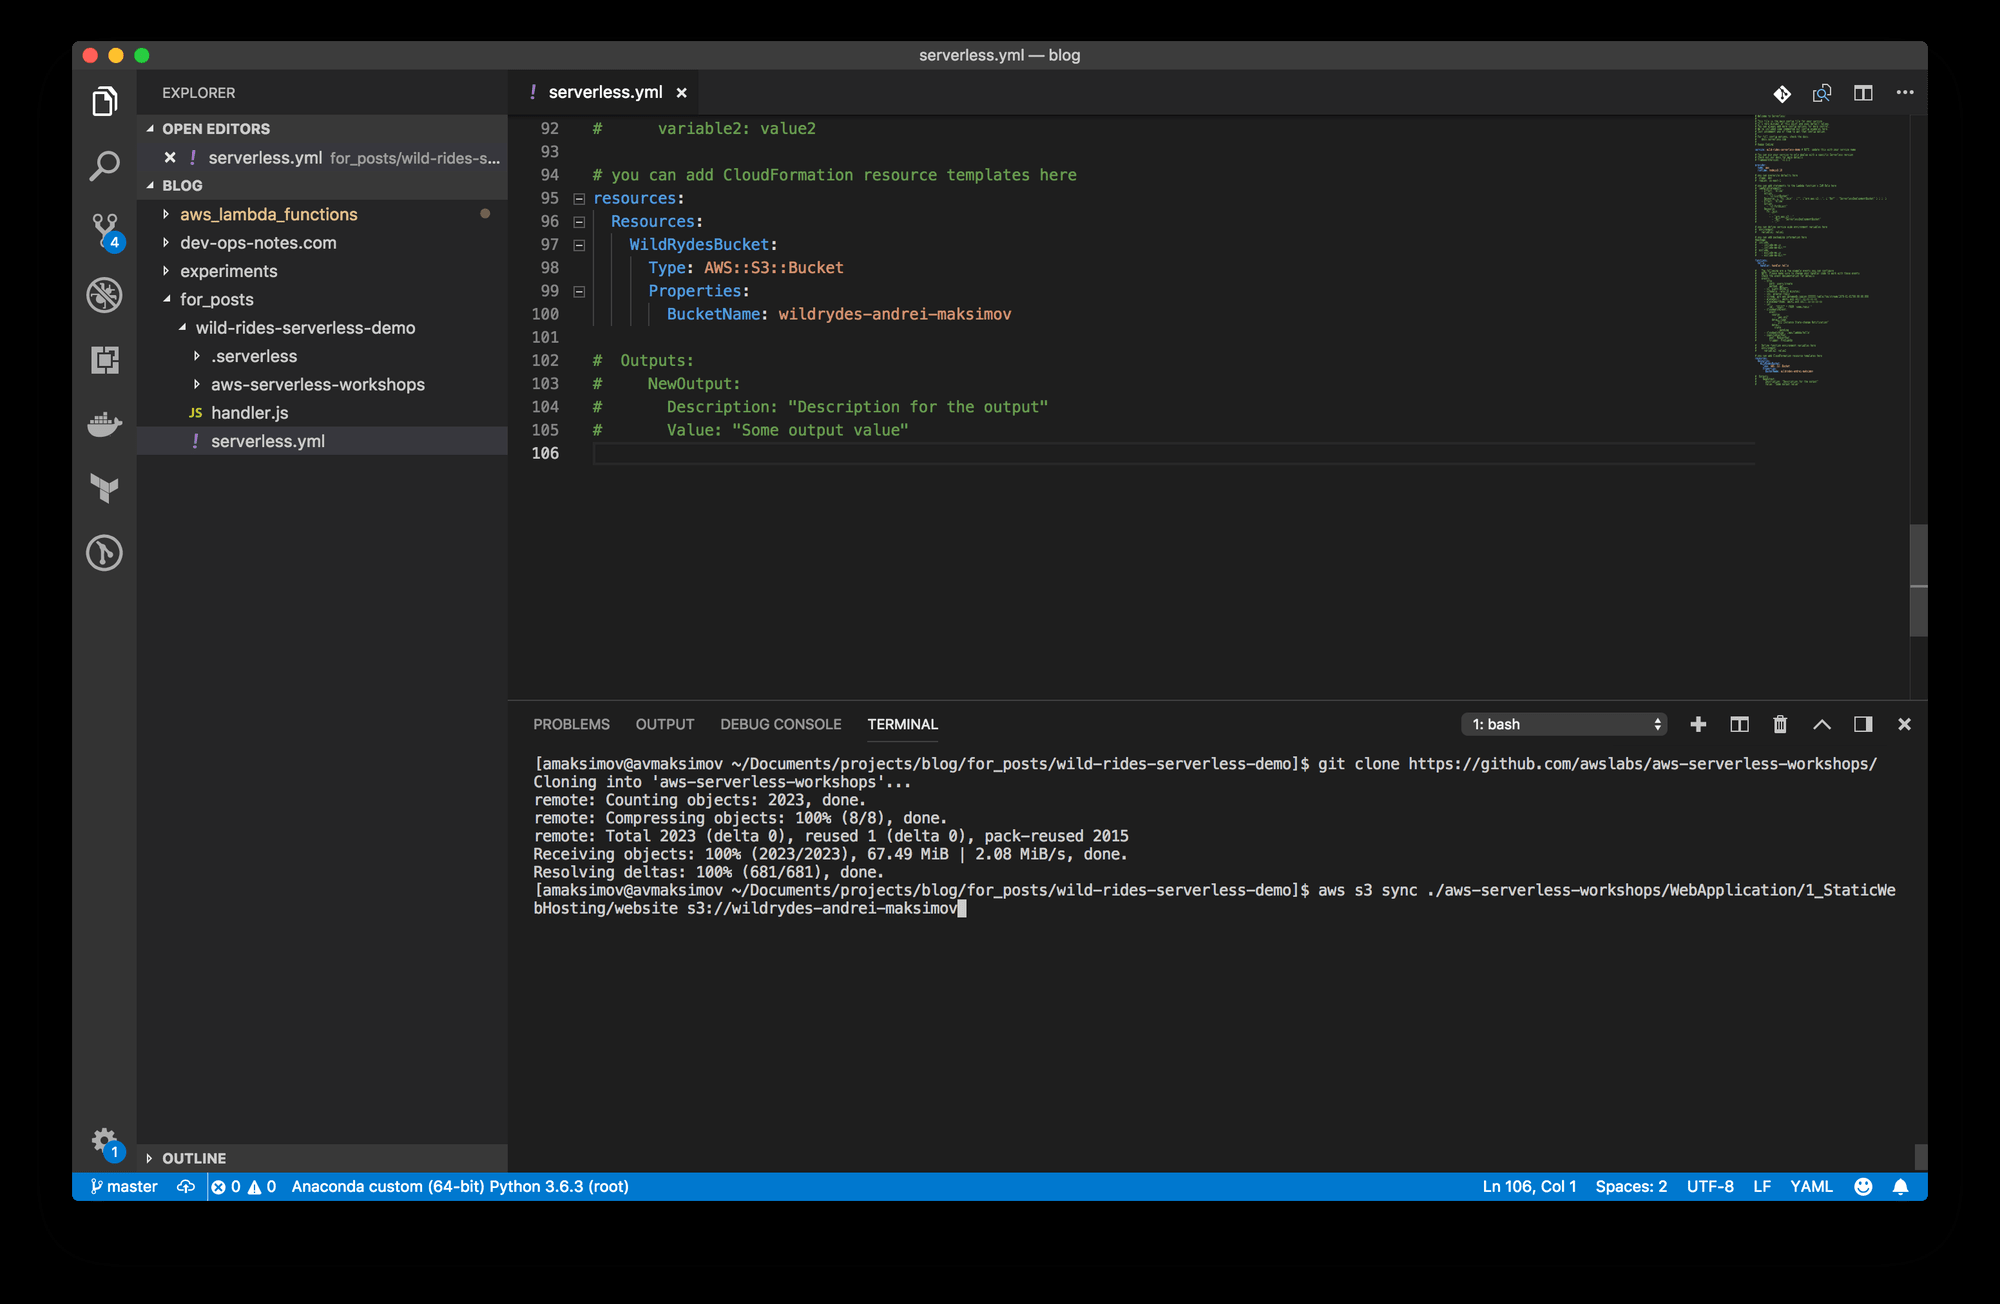 serverless.yml — blog
EXPLORER
OPEN EDITORS
! serverless.yml for_posts/wild-rides-s...
BLOG
aws_lambda_functions
dev-ops-notes.com
experiments
for_posts
wild-rides-serverless-demo
.serverless
aws-serverless-workshops
JS handler.js
! serverless.yml
OUTLINE
4
1
! serverless.yml
92 #      variable2: value2
93
94 # you can add CloudFormation resource templates here
95 resources:
96   Resources:
97     WildRydesBucket:
98       Type: AWS::S3::Bucket
99       Properties:
100         BucketName: wildrydes-andrei-maksimov
101
102 #  Outputs:
103 #     NewOutput:
104 #       Description: "Description for the output"
105 #       Value: "Some output value"
106
PROBLEMS OUTPUT DEBUG CONSOLE TERMINAL 1: bash
[amaksimov@avmaksimov ~/Documents/projects/blog/for_posts/wild-rides-serverless-demo]$ git clone https://github.com/awslabs/aws-serverless-workshops/
Cloning into 'aws-serverless-workshops'...
remote: Counting objects: 2023, done.
remote: Compressing objects: 100% (8/8), done.
remote: Total 2023 (delta 0), reused 1 (delta 0), pack-reused 2015
Receiving objects: 100% (2023/2023), 67.49 MiB | 2.08 MiB/s, done.
Resolving deltas: 100% (681/681), done.
[amaksimov@avmaksimov ~/Documents/projects/blog/for_posts/wild-rides-serverless-demo]$ aws s3 sync ./aws-serverless-workshops/WebApplication/1_StaticWe
bHosting/website s3://wildrydes-andrei-maksimov
master 0 0 Anaconda custom (64-bit) Python 3.6.3 (root) Ln 106, Col 1 Spaces: 2 UTF-8 LF YAML